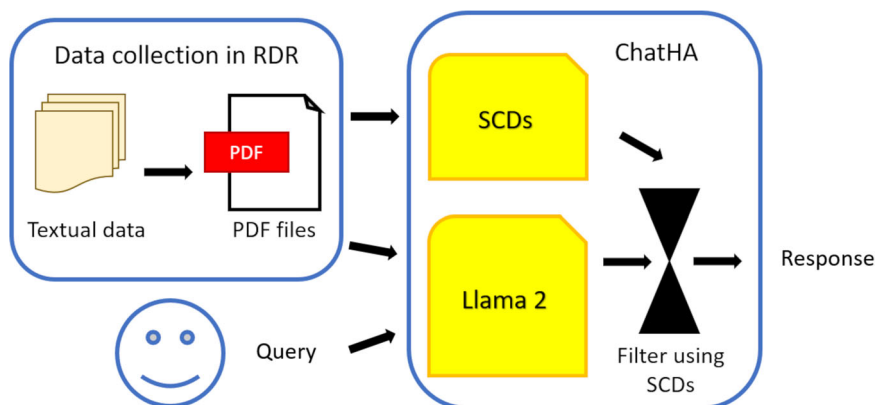 Data collection in RDR
PDF
Textual data
PDF files
Query
ChatHA
SCDs
Llama 2
Filter using
SCDs
Response